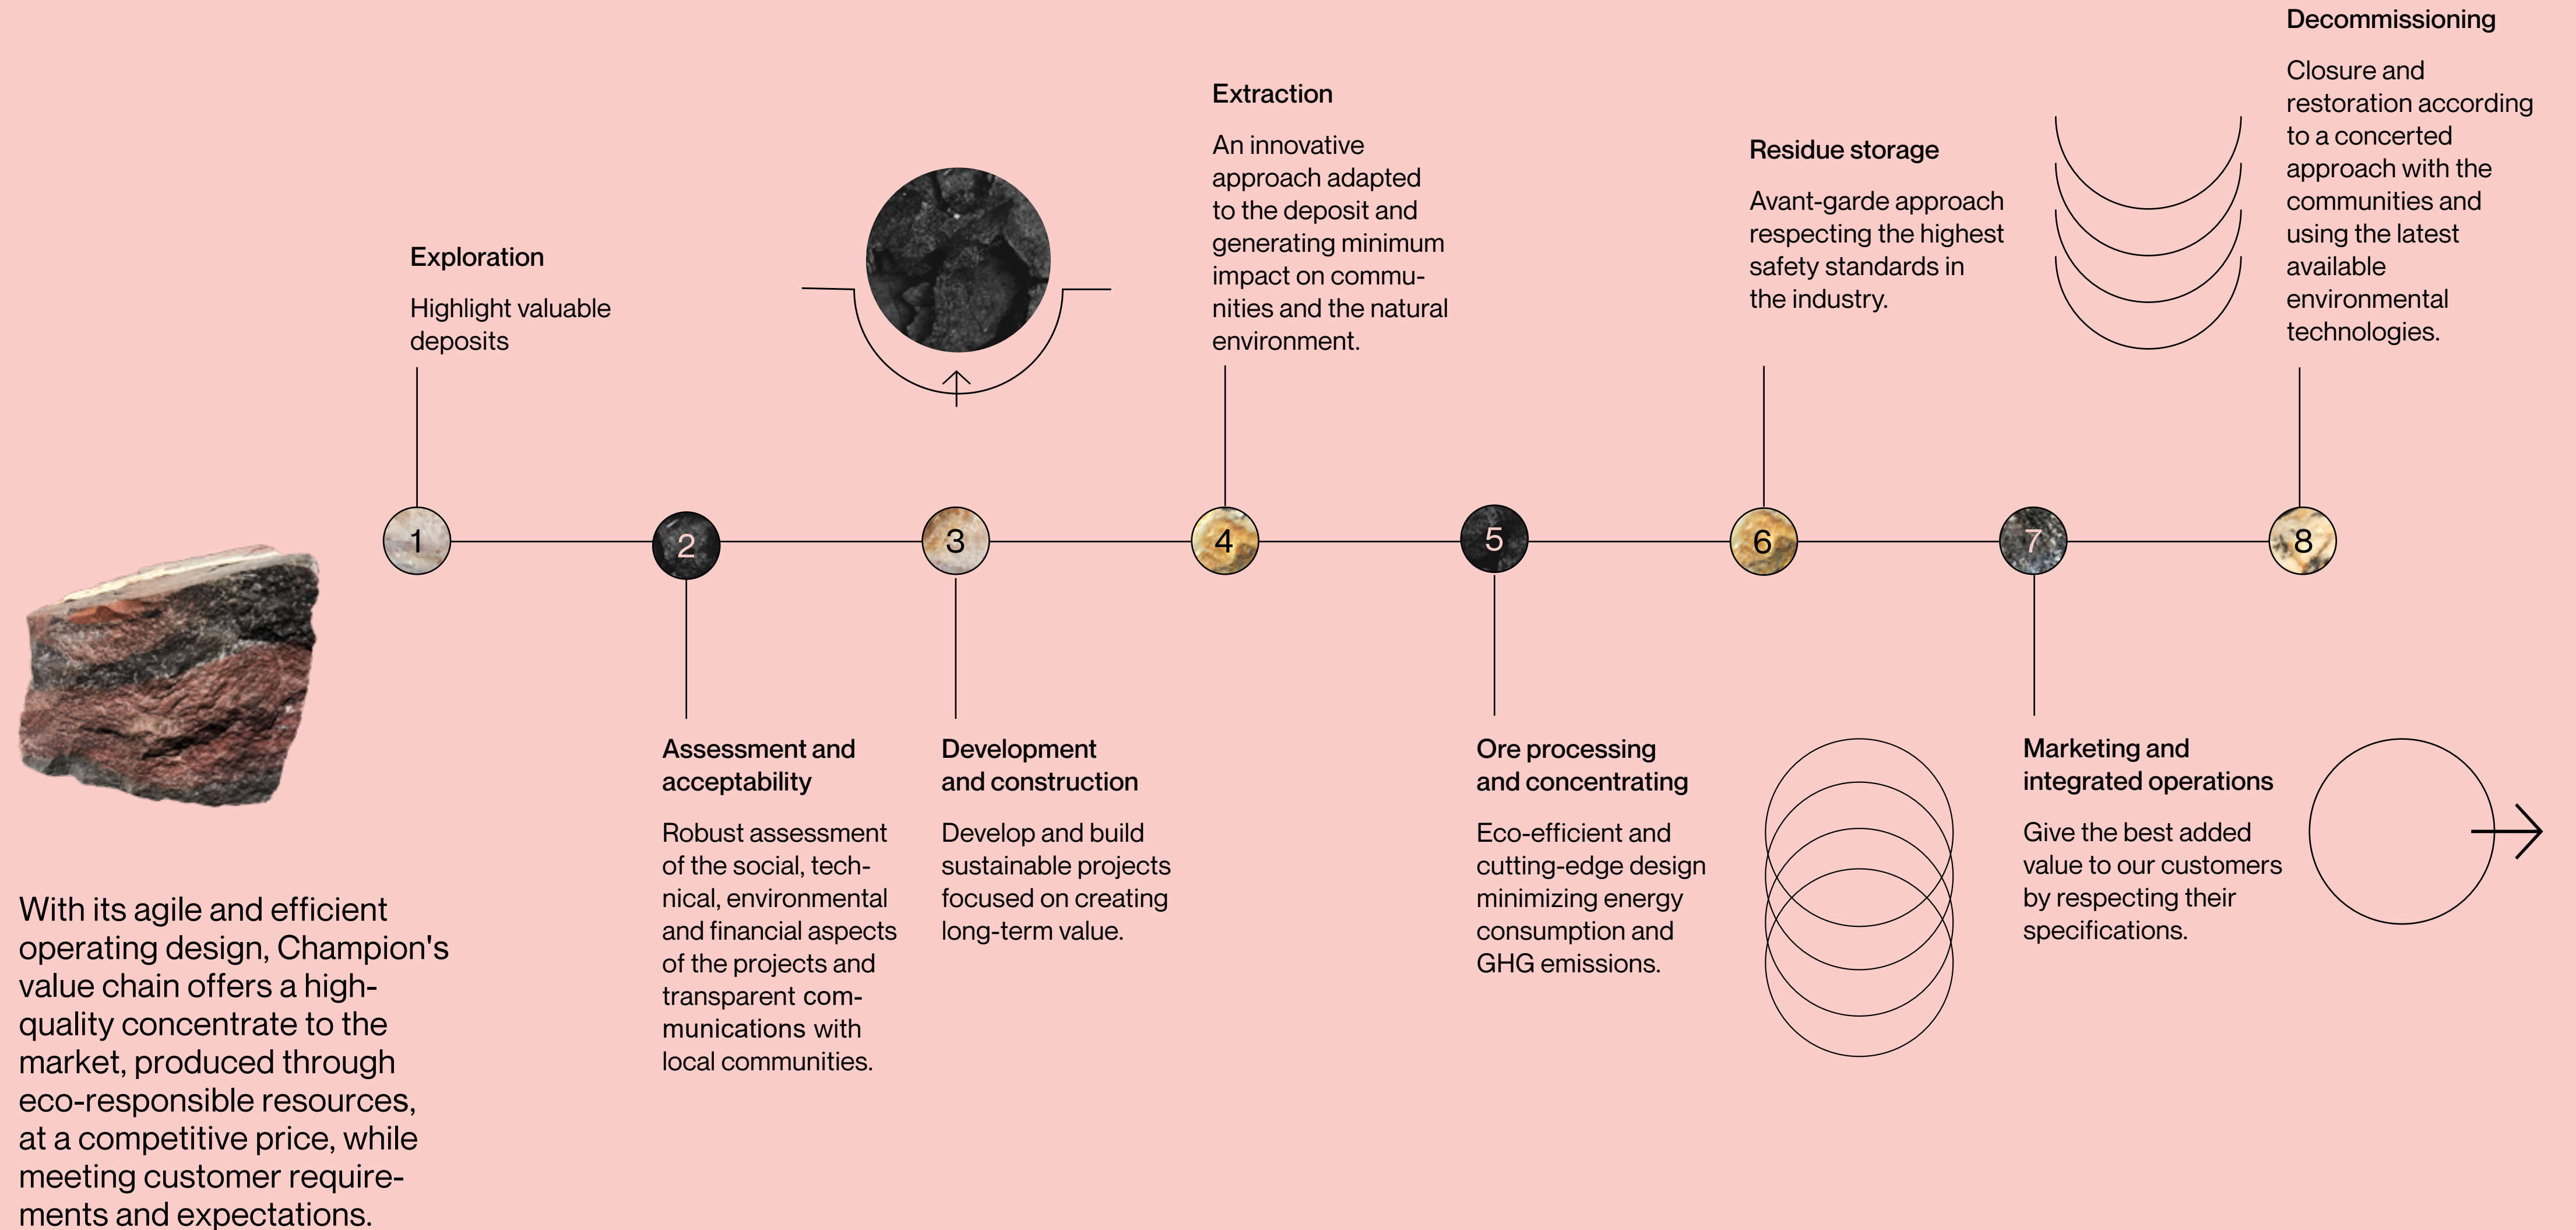 Exploration
Highlight valuable
deposits
1
2
Assessment and
acceptability
Robust assessment
of the social, tech-
nical, environmental
and financial aspects
of the projects and
transparent com-
munications with
local communities.
3
Development
and construction
Develop and build
sustainable projects
focused on creating
long-term value.
Extraction
An innovative
approach adapted
to the deposit and
generating minimum
impact on commu-
nities and the natural
environment.
4
5
Ore processing
and concentrating
Eco-efficient and
cutting-edge design
minimizing energy
consumption and
GHG emissions.
Residue storage
Avant-garde approach
respecting the highest
safety standards in
the industry.
6
7
Marketing and
integrated operations
Give the best added
value to our customers
by respecting their
specifications.
Decommissioning
Closure and
restoration according
to a concerted
approach with the
communities and
using the latest
available
environmental
technologies.
8
With its agile and efficient
operating design, Champion's
value chain offers a high-
quality concentrate to the
market, produced through
eco-responsible resources,
at a competitive price, while
meeting customer require-
ments and expectations.